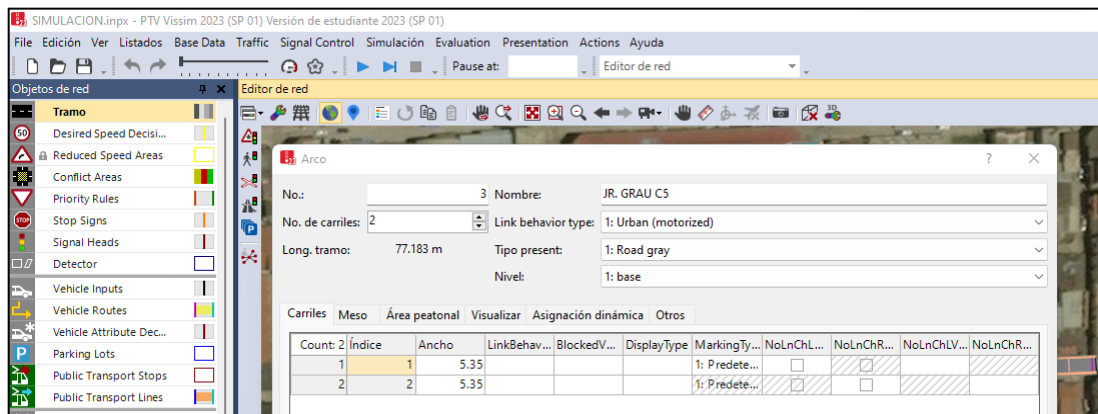 SIMULACION.inpx - PTV Vissim 2023 (SP 01) Versión de estudiante 2023 (SP 01)
File Edición Ver Listados Base Data Traffic Signal Control Simulación Evaluation Presentation Actions Ayuda
Pause at: Editor de red
Objetos de red
Editor de red
Tramo
50 Desired Speed Decisi...
Reduced Speed Areas
Conflict Areas
Priority Rules
STOP Stop Signs
Signal Heads
Detector
Vehicle Inputs
Vehicle Routes
Vehicle Attribute Dec...
P Parking Lots
Public Transport Stops
Public Transport Lines
Arco
No.: 3 Nombre: JR. GRAU C5
No. de carriles: 2 Link behavior type: 1: Urban (motorized)
Long. tramo: 77.183 m Tipo present: 1: Road gray
Nivel: 1: base
Carriles Meso Área peatonal Visualizar Asignación dinámica Otros
Count: 2 Índice Ancho LinkBehav... BlockedV... DisplayType MarkingTy... NoLnChL... NoLnChR... NoLnChLV... NoLnChR...
1 1 5.35 1: Predete...
2 2 5.35 1: Predete...